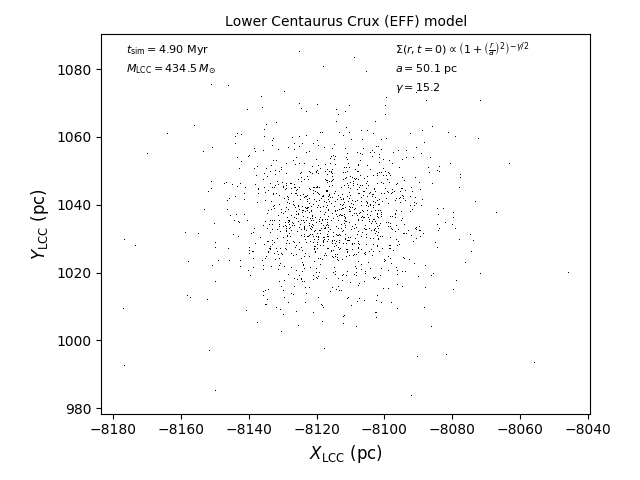 Lower Centaurus Crux (EFF) model
t_sim = 4.90 Myr
M_LCC = 434.5 M_⊙
Σ(r, t = 0) ∝ (1 + (r/a)²)^(−γ/2)
a = 50.1 pc
γ = 15.2
1080
1060
1040
1020
1000
980
Y_LCC (pc)
−8180 −8160 −8140 −8120 −8100 −8080 −8060 −8040
X_LCC (pc)